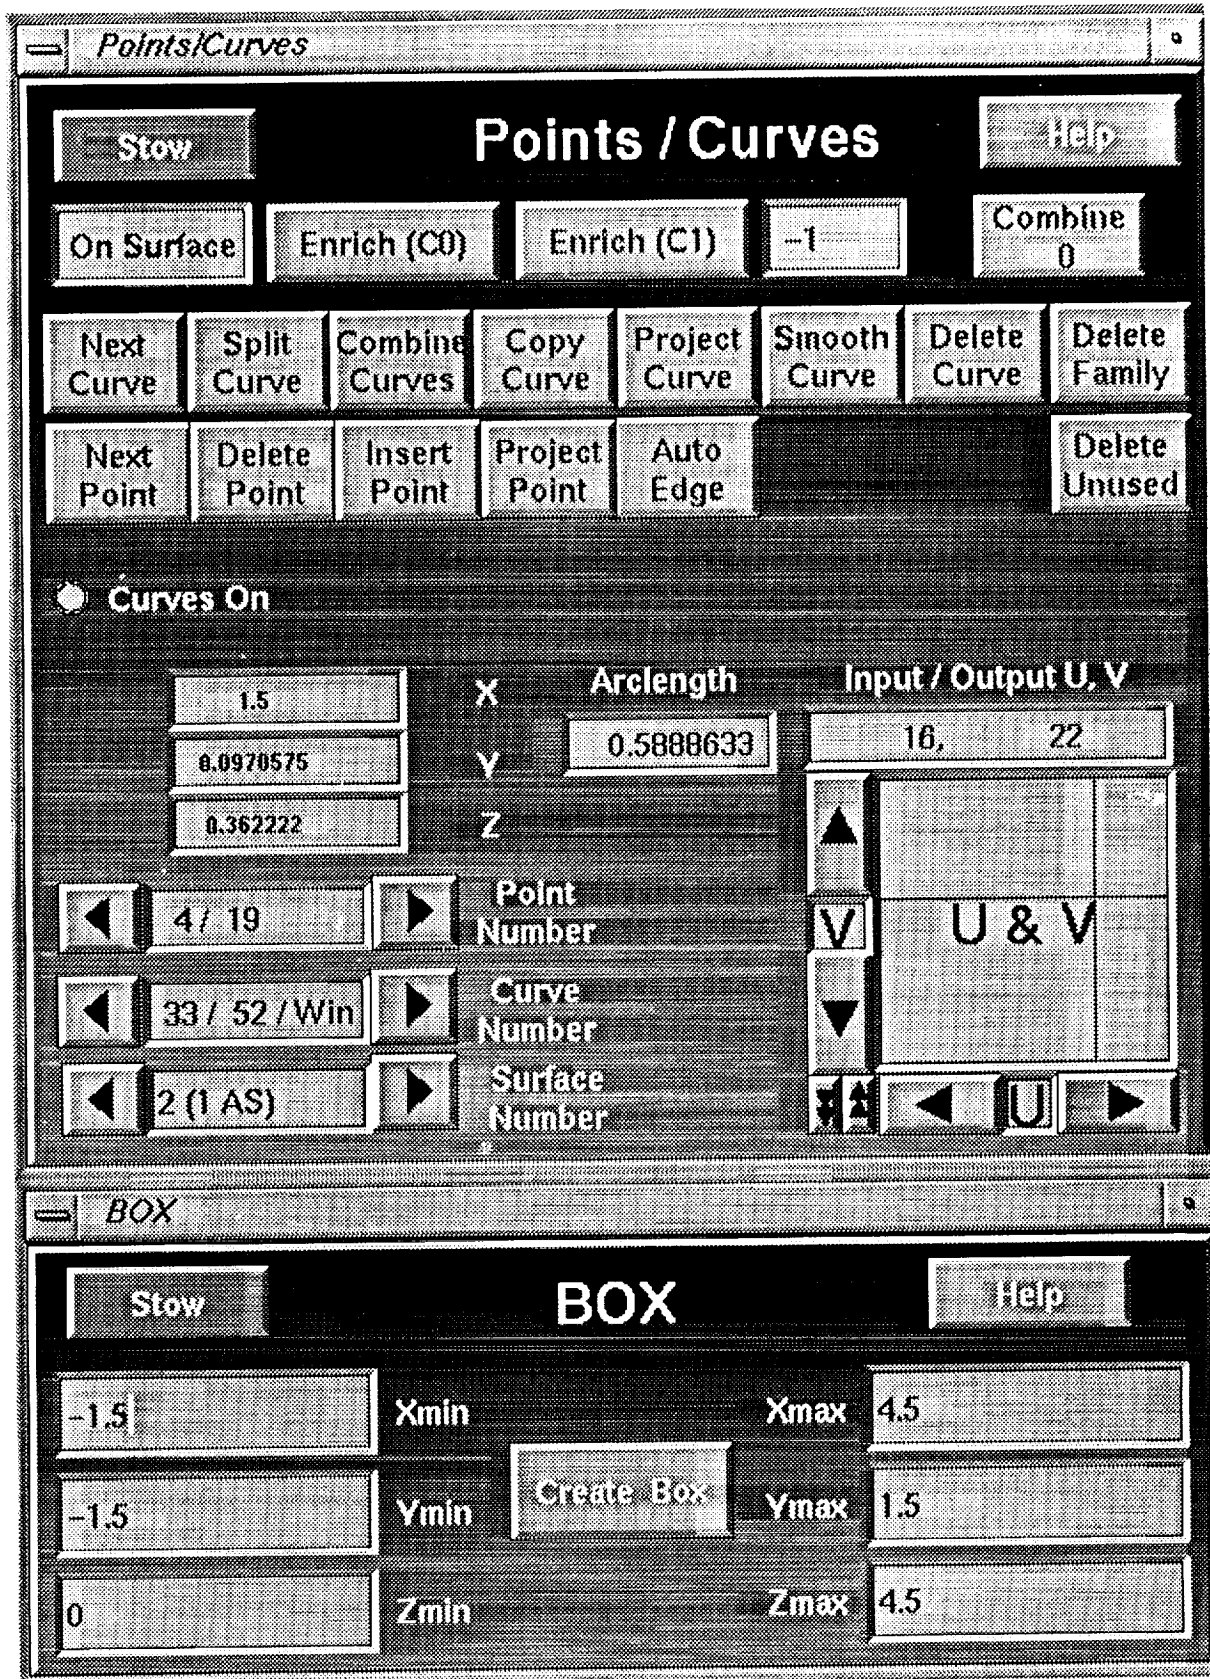 Points/Curves
Stow
Points / Curves
Help
On Surface
Enrich (C0)
Enrich (C1)
-1
Combine
0
Next
Curve
Split
Curve
Combine
Curves
Copy
Curve
Project
Curve
Smooth
Curve
Delete
Curve
Delete
Family
Next
Point
Delete
Point
Insert
Point
Project
Point
Auto
Edge
Delete
Unused
Curves On
1.5
X
Arclength
Input / Output U, V
0.0970575
Y
0.5888633
16, 22
0.362222
Z
4 / 19
Point
Number
V
U & V
33 / 52 / Win
Curve
Number
2 (1 AS)
Surface
Number
U
BOX
Stow
BOX
Help
-1.5
Xmin
Xmax
4.5
-1.5
Ymin
Create Box
Ymax
1.5
0
Zmin
Zmax
4.5